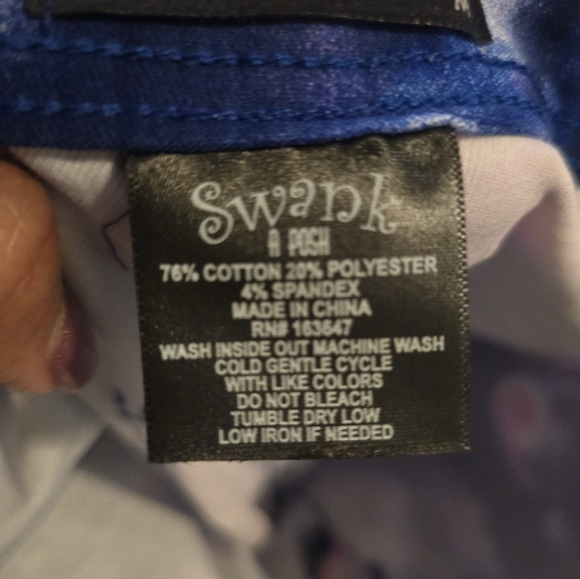 Swank
A POSH
76% COTTON 20% POLYESTER
4% SPANDEX
MADE IN CHINA
RN# 163647
WASH INSIDE OUT MACHINE WASH
COLD GENTLE CYCLE
WITH LIKE COLORS
DO NOT BLEACH
TUMBLE DRY LOW
LOW IRON IF NEEDED